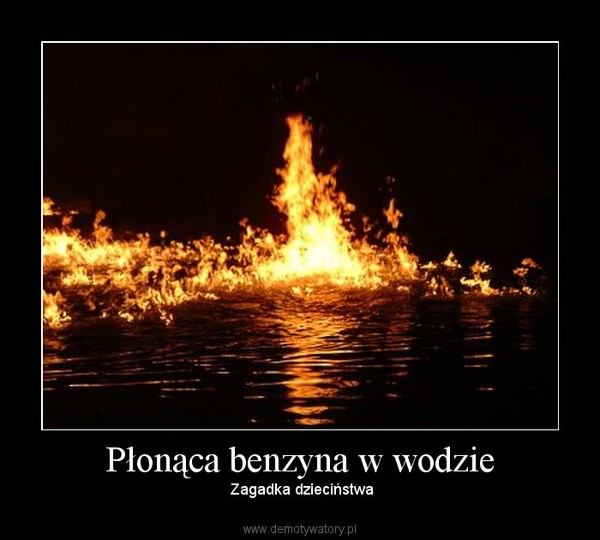 Płonąca benzyna w wodzie
Zagadka dzieciństwa
www.demotywatory.pl